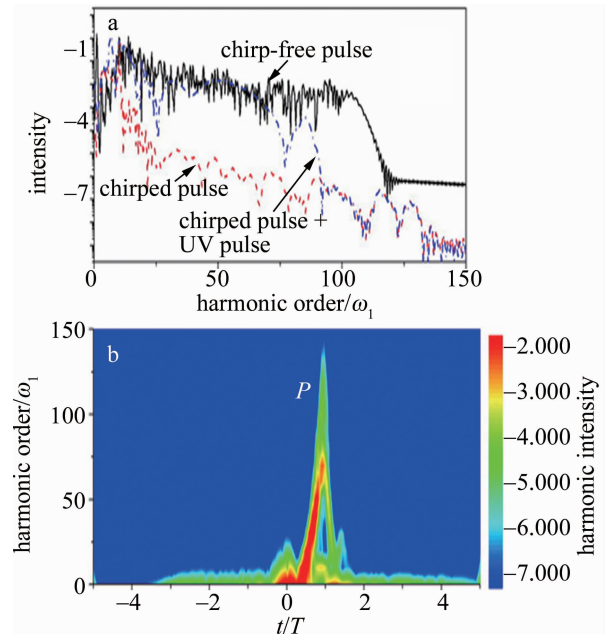 a
chirp-free pulse
−1
−4
−7
intensity
chirped pulse
chirped pulse +
UV pulse
0 50 100 150
harmonic order/ω₁
b
P
150
100
50
0
harmonic order/ω₁
−4 −2 0 2 4
t/T
−2.000
−3.000
−4.000
−5.000
−6.000
−7.000
harmonic intensity